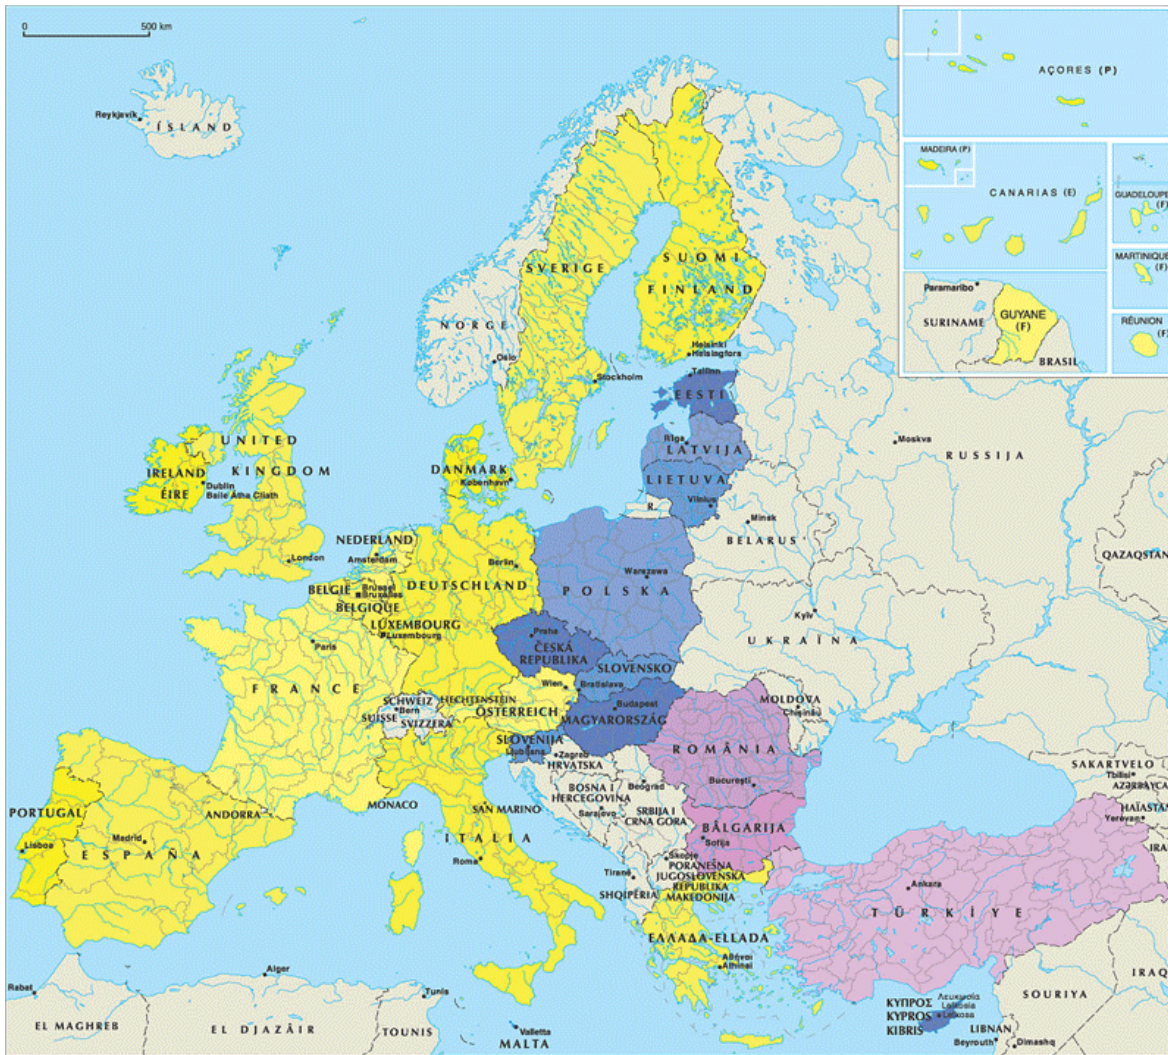 0 500 km
AÇORES (P)
MADEIRA (P)
CANARIAS (E)
GUADELOUPE
(F)
MARTINIQUE
(F)
Paramaribo
SURINAME
GUYANE
(F)
BRASIL
RÉUNION
(F)
Reykjavík
ÍSLAND
SVERIGE
SUOMI
FINLAND
NORGE
Oslo
Helsinki
Helsingfors
Stockholm
Tallinn
EESTI
Rīga
LATVIJA
Moskva
RUSSIJA
UNITED
KINGDOM
IRELAND
ÉIRE
Dublin
Baile Átha Cliath
DANMARK
København
LIETUVA
Vilnius
R.
Minsk
BELARUS
London
NEDERLAND
Amsterdam
Berlin
DEUTSCHLAND
Warszawa
POLSKA
QAZAQSTAN
BELGIË
Brussel
Bruxelles
BELGIQUE
LUXEMBOURG
Luxembourg
Kyïv
UKRAÏNA
Praha
ČESKÁ
REPUBLIKA
Paris
FRANCE
SLOVENSKO
Bratislava
Wien
ÖSTERREICH
LIECHTENSTEIN
SCHWEIZ
Bern
SUISSE
SVIZZERA
Budapest
MAGYARORSZÁG
MOLDOVA
Chişinău
SLOVENIJA
Ljubljana
Zagreb
HRVATSKA
ROMÂNIA
Bucureşti
Beograd
BOSNA I
HERCEGOVINA
Sarajevo
SRBIJA I
CRNA GORA
SAKARTVELO
Tbilisi
AZƏRBAYCA
HAÏASTAN
Yerevan
IRA
MONACO
SAN MARINO
ANDORRA
PORTUGAL
Lisboa
Madrid
ESPAÑA
ITALIA
Roma
BÂLGARIJA
Sofija
Skopje
PORANEŠNA
JUGOSLOVENSKA
REPUBLIKA
MAKEDONIJA
Tiranë
SHQIPËRIA
Ankara
TÜRKİYE
ΕΛΛΑΔΑ-ELLADA
Αθήναι
Athinai
IRAQ
Rabat
EL MAGHREB
Alger
EL DJAZÂIR
Tunis
TOUNIS
Valletta
MALTA
ΚΥΠΡΟΣ
KYPROS
KIBRIS
Λευκωσία
Lefkosia
Lefkosa
SOURIYA
LIBNAN
Beyrouth
Dimashq